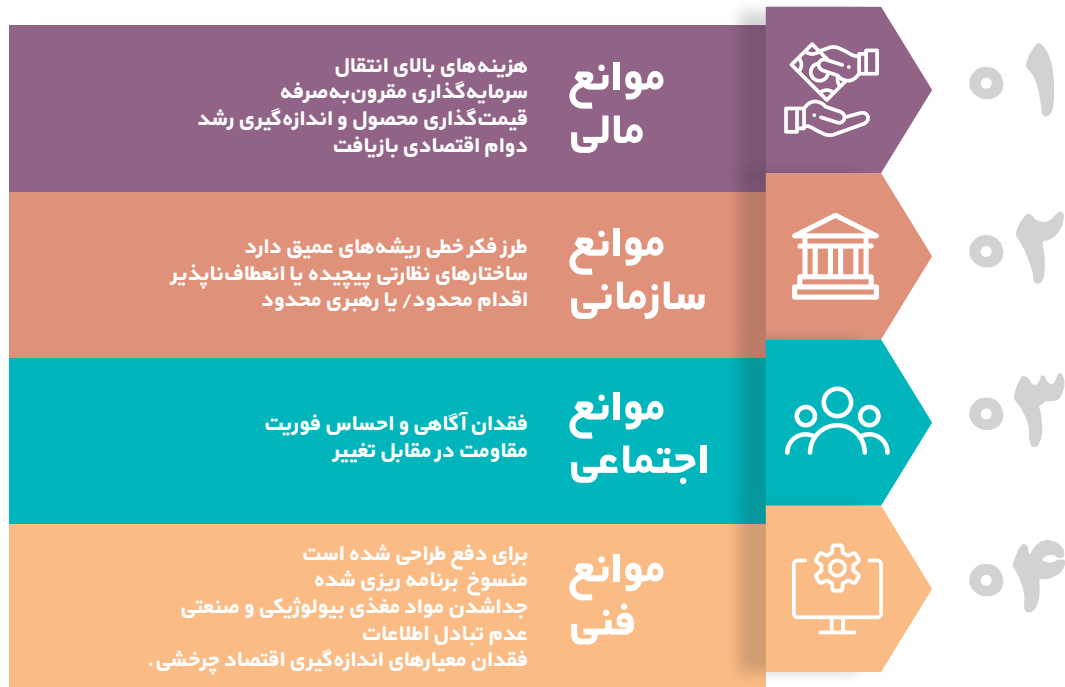 ۰۱
موانع
مالی
هزینه‌های بالای انتقال
سرمایه‌گذاری مقرون‌به‌صرفه
قیمت‌گذاری محصول و اندازه‌گیری رشد
دوام اقتصادی بازیافت
۰۲
موانع
سازمانی
طرز فکر خطی ریشه‌های عمیق دارد
ساختارهای نظارتی پیچیده یا انعطاف‌ناپذیر
اقدام محدود/ یا رهبری محدود
۰۳
موانع
اجتماعی
فقدان آگاهی و احساس فوریت
مقاومت در مقابل تغییر
۰۴
موانع
فنی
برای دفع طراحی شده است
منسوخ برنامه ریزی شده
جداشدن مواد مغذی بیولوژیکی و صنعتی
عدم تبادل اطلاعات
فقدان معیارهای اندازه‌گیری اقتصاد چرخشی.